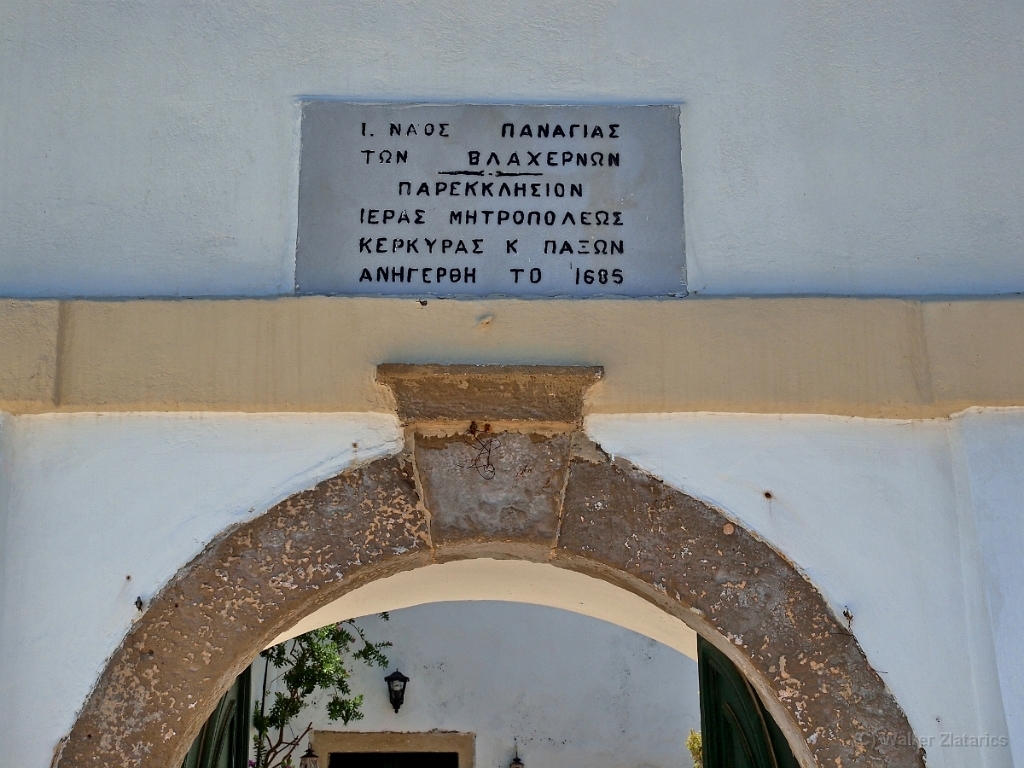 Ι. ΝΑΟΣ ΠΑΝΑΓΙΑΣ
ΤΩΝ ΒΛΑΧΕΡΝΩΝ
ΠΑΡΕΚΚΛΗΣΙΟΝ
ΙΕΡΑΣ ΜΗΤΡΟΠΟΛΕΩΣ
ΚΕΡΚΥΡΑΣ Κ ΠΑΞΩΝ
ΑΝΗΓΕΡΘΗ ΤΟ 1685
(C) Walter Zlatarics